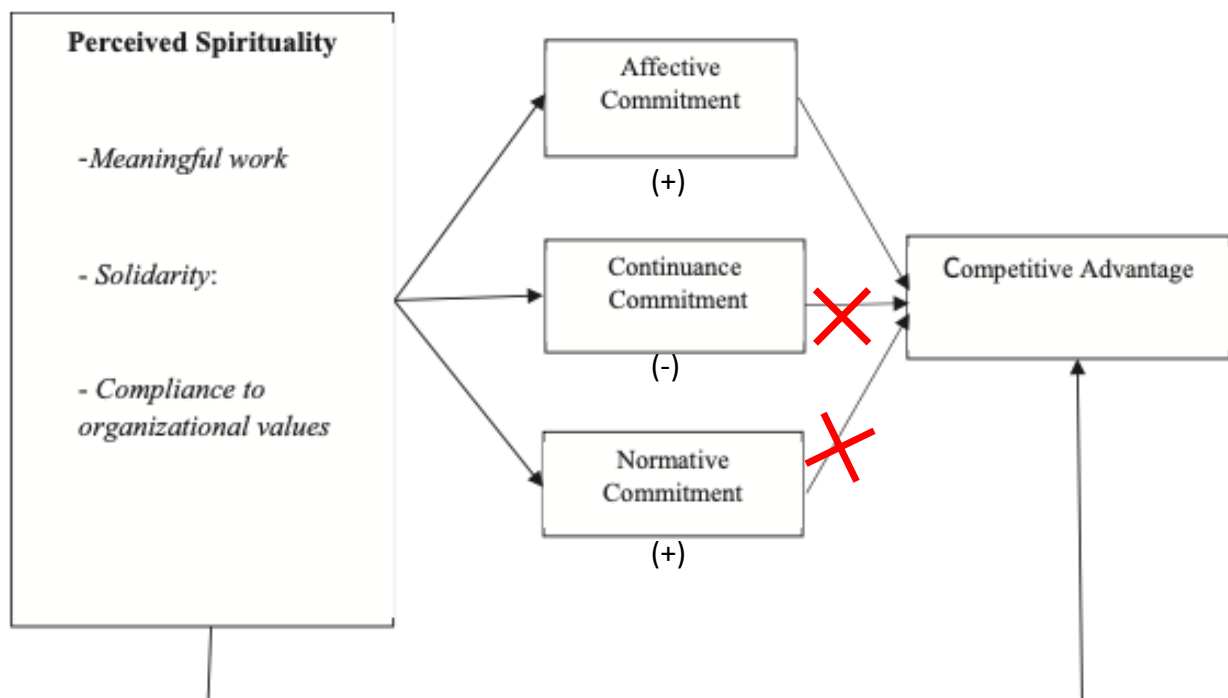 Perceived Spirituality
-Meaningful work
- Solidarity:
- Compliance to
organizational values
Affective
Commitment
(+)
Continuance
Commitment
(-)
Normative
Commitment
(+)
Competitive Advantage